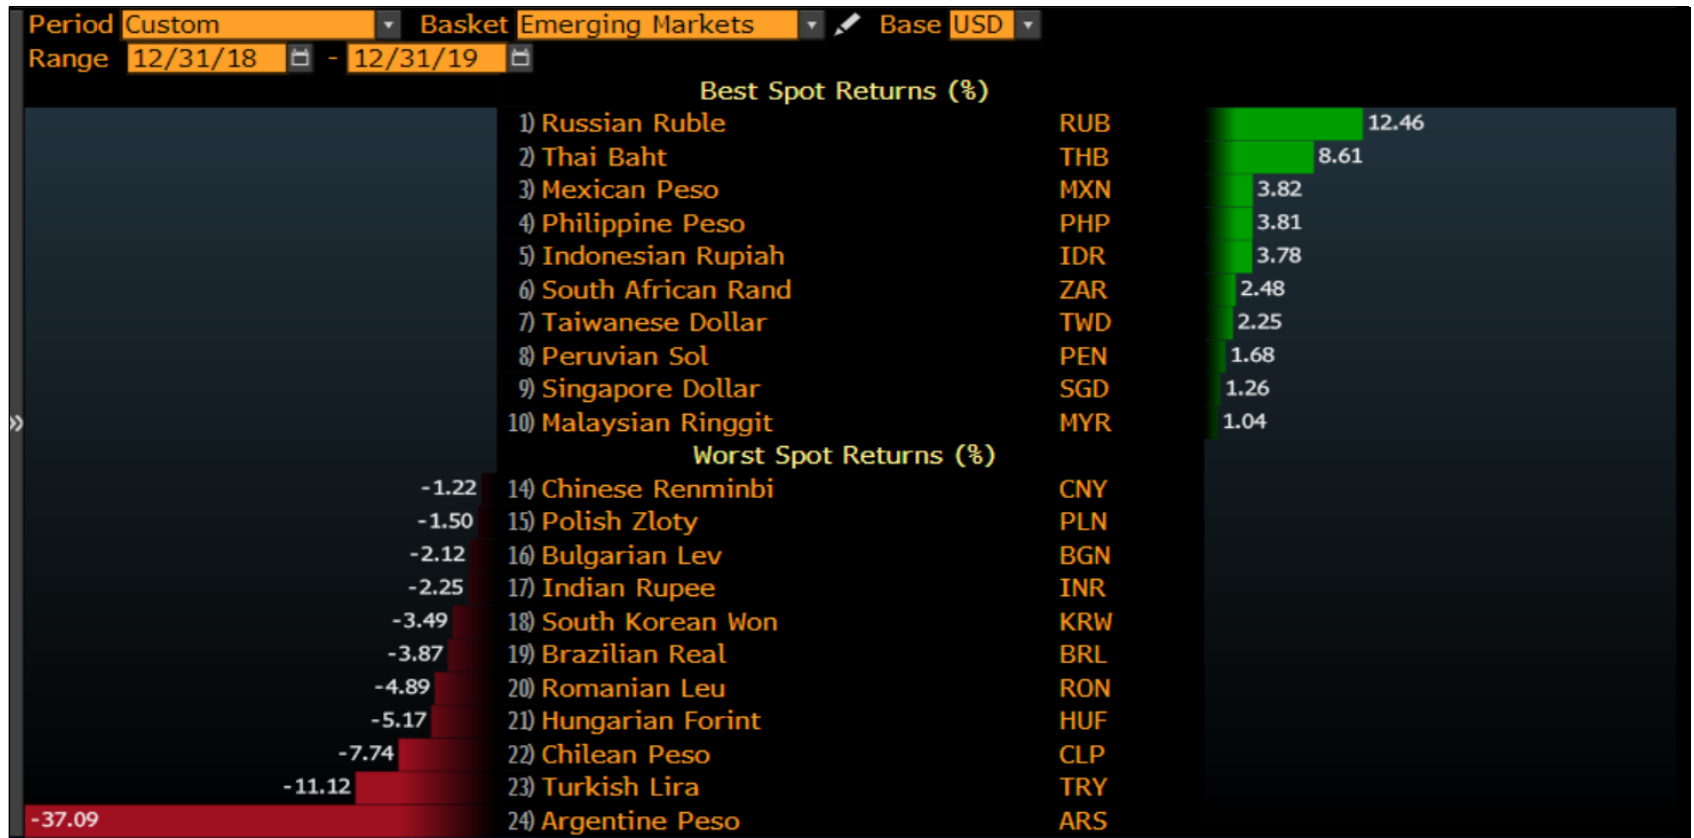 Period Custom Basket Emerging Markets Base USD
Range 12/31/18 - 12/31/19
Best Spot Returns (%)
1) Russian Ruble RUB 12.46
2) Thai Baht THB 8.61
3) Mexican Peso MXN 3.82
4) Philippine Peso PHP 3.81
5) Indonesian Rupiah IDR 3.78
6) South African Rand ZAR 2.48
7) Taiwanese Dollar TWD 2.25
8) Peruvian Sol PEN 1.68
9) Singapore Dollar SGD 1.26
10) Malaysian Ringgit MYR 1.04
Worst Spot Returns (%)
-1.22 14) Chinese Renminbi CNY
-1.50 15) Polish Zloty PLN
-2.12 16) Bulgarian Lev BGN
-2.25 17) Indian Rupee INR
-3.49 18) South Korean Won KRW
-3.87 19) Brazilian Real BRL
-4.89 20) Romanian Leu RON
-5.17 21) Hungarian Forint HUF
-7.74 22) Chilean Peso CLP
-11.12 23) Turkish Lira TRY
-37.09 24) Argentine Peso ARS